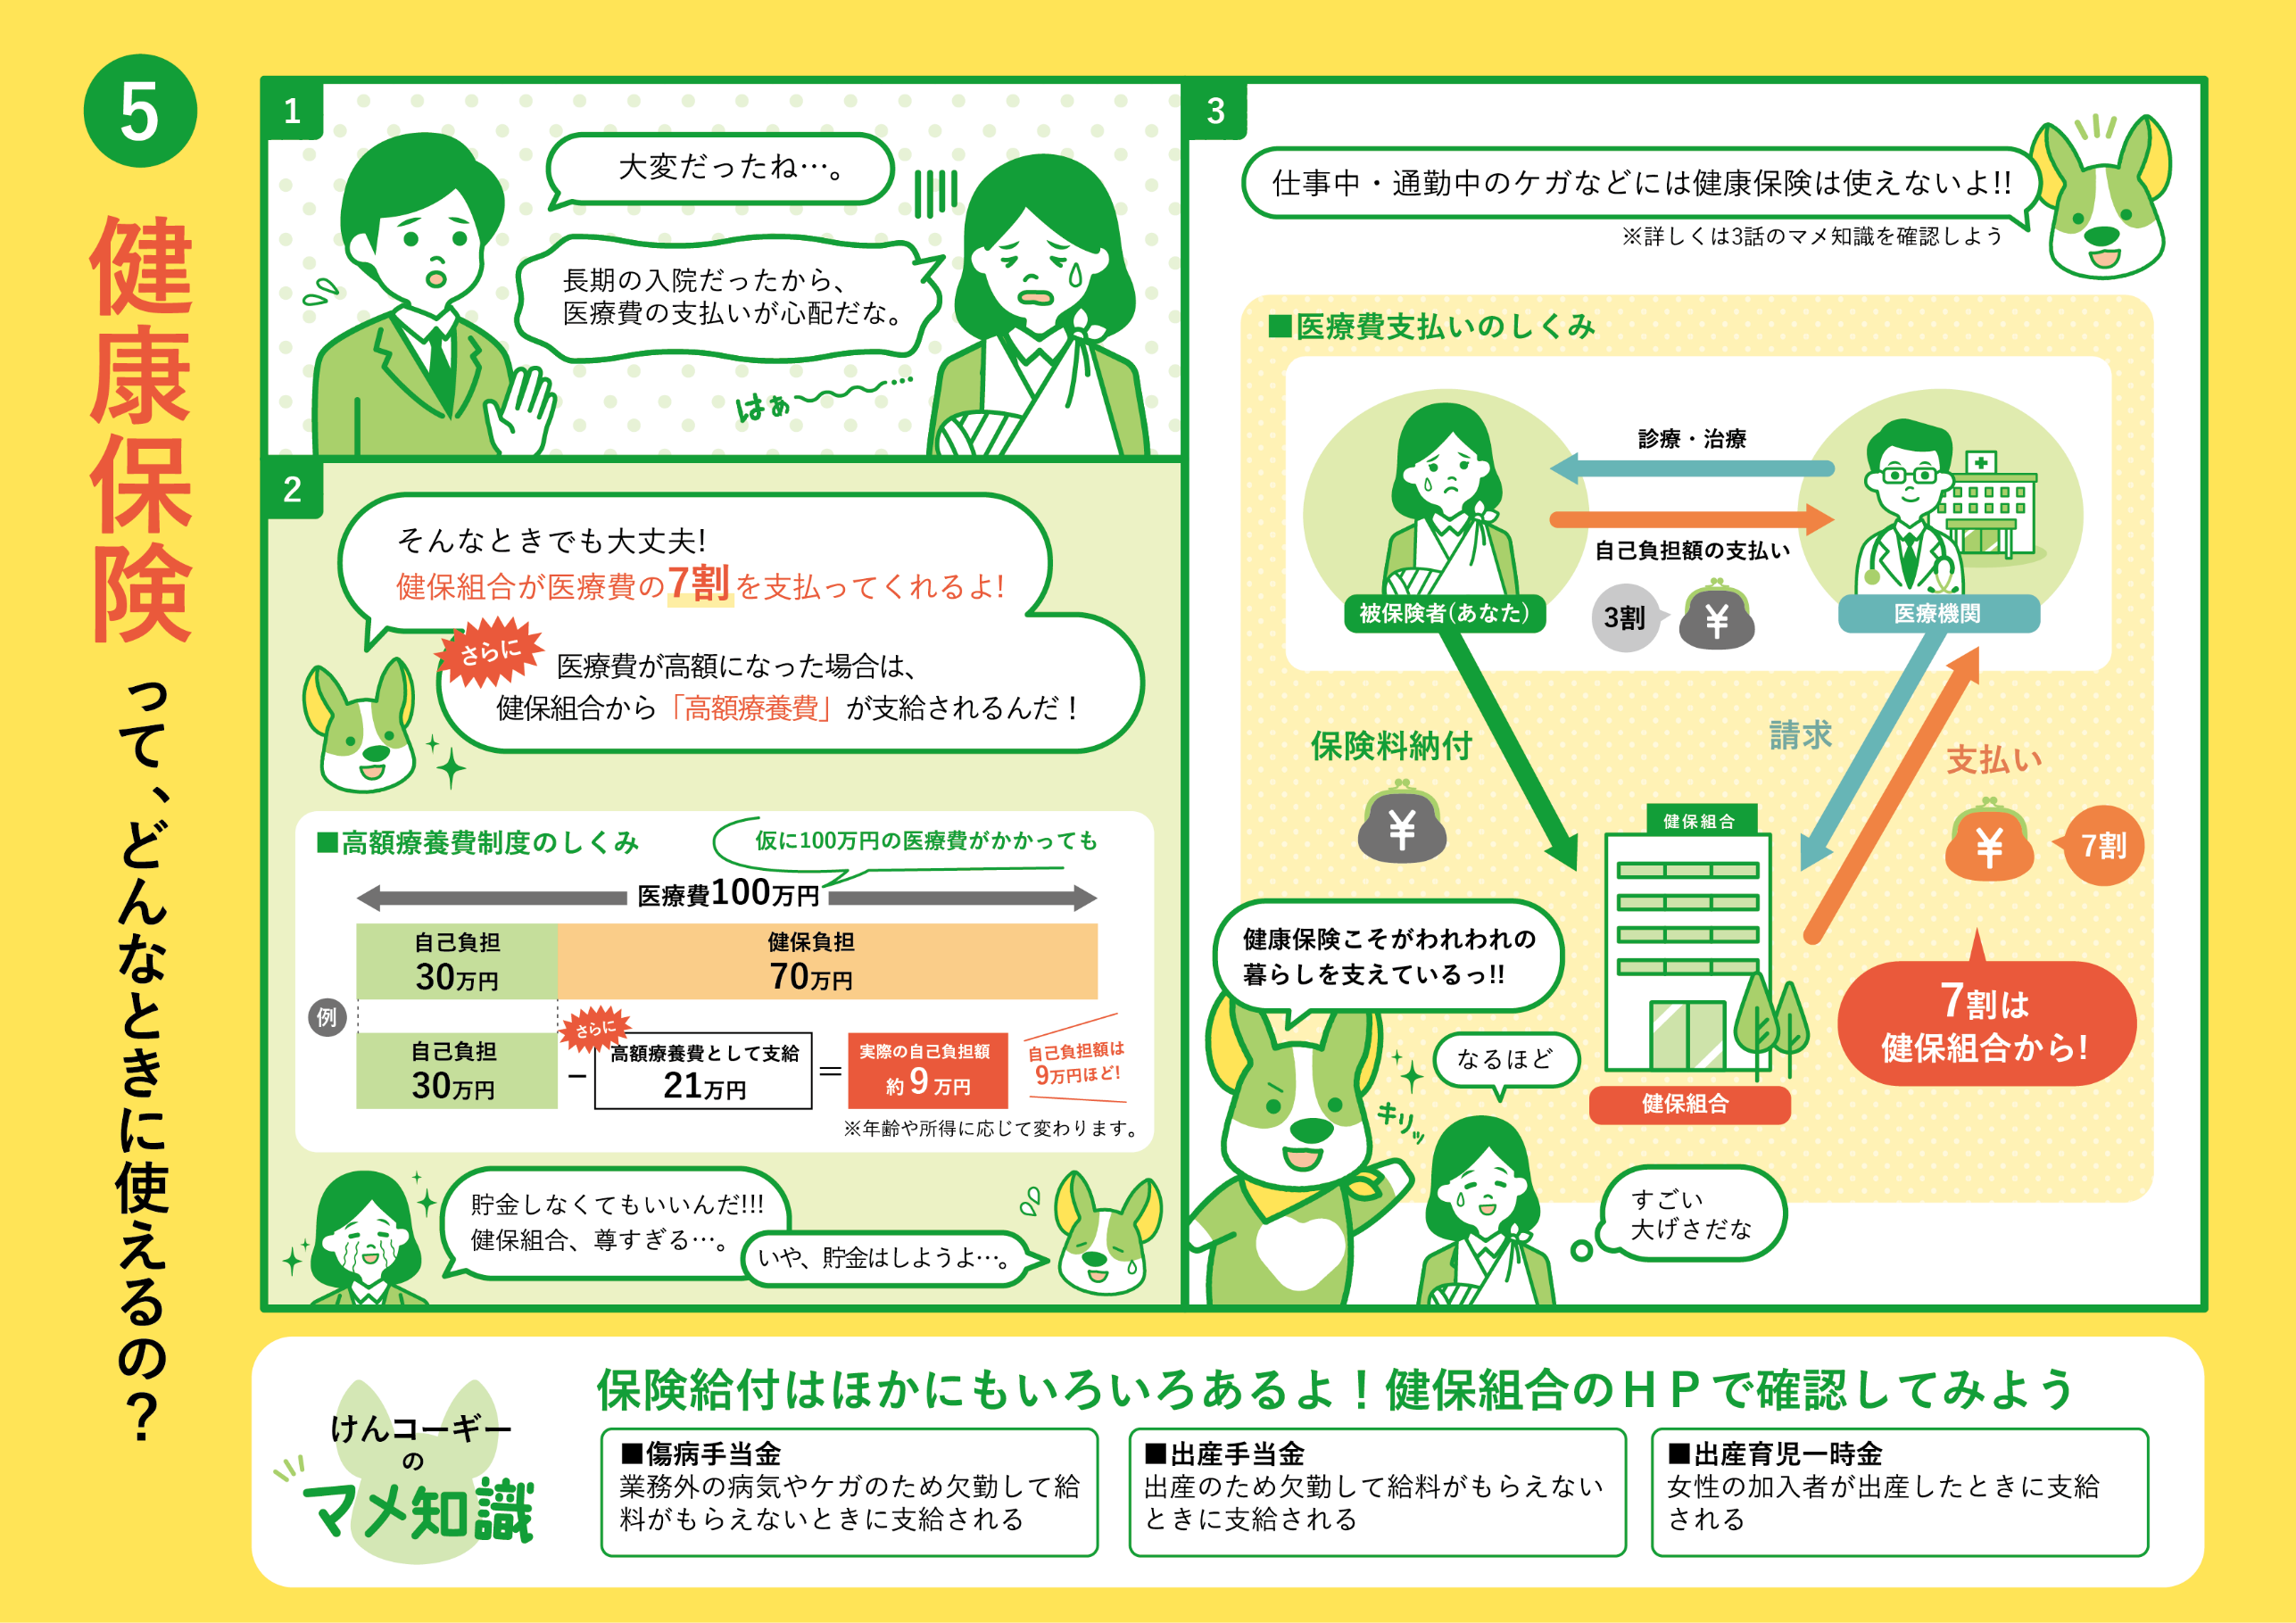 5
健康保険って、どんなときに使えるの？
1
大変だったね…。
長期の入院だったから、
医療費の支払いが心配だな。
はぁ〜〜〜…
2
そんなときでも大丈夫!
健保組合が医療費の7割を支払ってくれるよ!
さらに
医療費が高額になった場合は、
健保組合から「高額療養費」が支給されるんだ！
■高額療養費制度のしくみ
仮に100万円の医療費がかかっても
医療費100万円
自己負担
30万円
健保負担
70万円
例
自己負担
30万円
さらに
−
高額療養費として支給
21万円
＝
実際の自己負担額
約9万円
自己負担額は
9万円ほど!
※年齢や所得に応じて変わります。
貯金しなくてもいいんだ!!!
健保組合、尊すぎる…。
いや、貯金はしようよ…。
3
仕事中・通勤中のケガなどには健康保険は使えないよ!!
※詳しくは3話のマメ知識を確認しよう
■医療費支払いのしくみ
診療・治療
自己負担額の支払い
3割
¥
被保険者(あなた)
医療機関
保険料納付
¥
請求
支払い
¥
7割
健保組合
7割は
健保組合から!
健保組合
健康保険こそがわれわれの
暮らしを支えているっ!!
キリッ
なるほど
すごい
大げさだな
けんコーギー
の
マメ知識
保険給付はほかにもいろいろあるよ！健保組合のＨＰで確認してみよう
■傷病手当金
業務外の病気やケガのため欠勤して給
料がもらえないときに支給される
■出産手当金
出産のため欠勤して給料がもらえない
ときに支給される
■出産育児一時金
女性の加入者が出産したときに支給
される